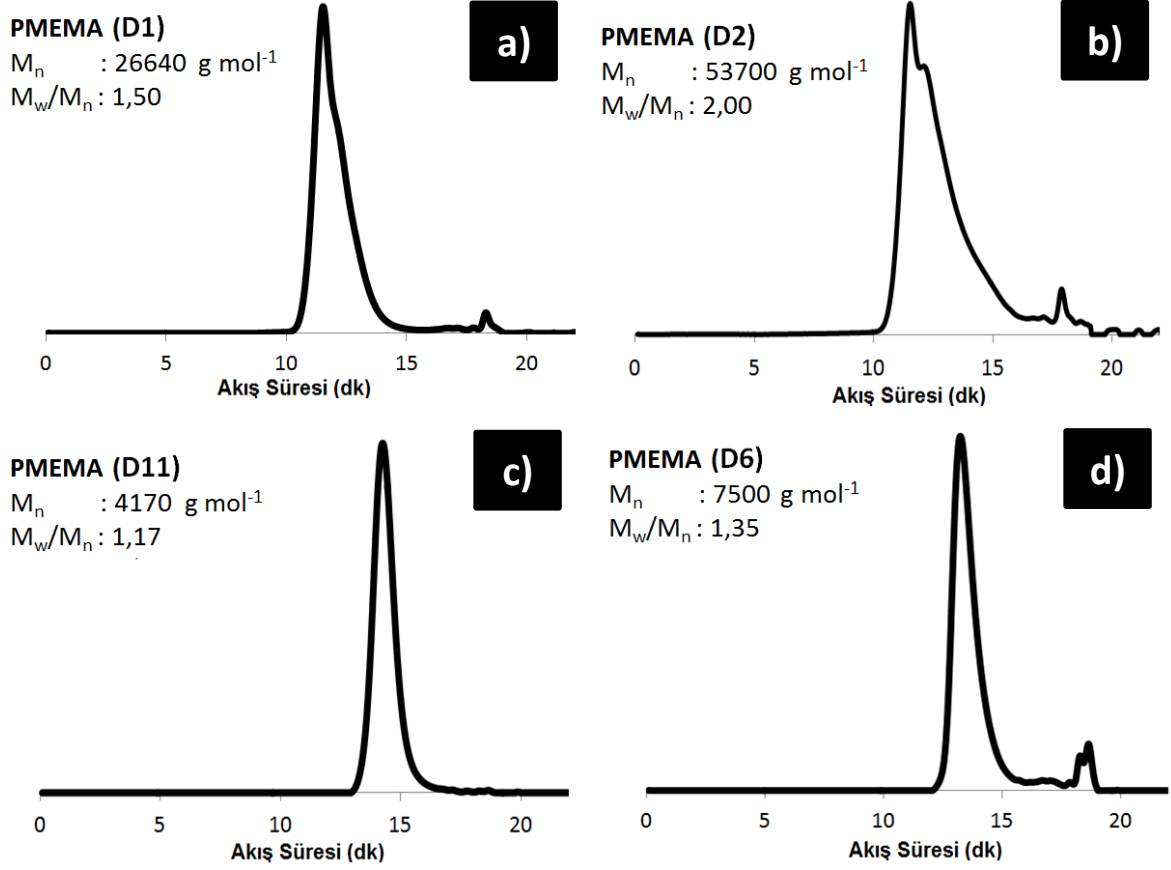 PMEMA (D1)
Mn : 26640 g mol-1
Mw/Mn : 1,50
a)
0 5 10 15 20
Akış Süresi (dk)
PMEMA (D2)
Mn : 53700 g mol-1
Mw/Mn : 2,00
b)
0 5 10 15 20
Akış Süresi (dk)
PMEMA (D11)
Mn : 4170 g mol-1
Mw/Mn : 1,17
c)
0 5 10 15 20
Akış Süresi (dk)
PMEMA (D6)
Mn : 7500 g mol-1
Mw/Mn : 1,35
d)
0 5 10 15 20
Akış Süresi (dk)